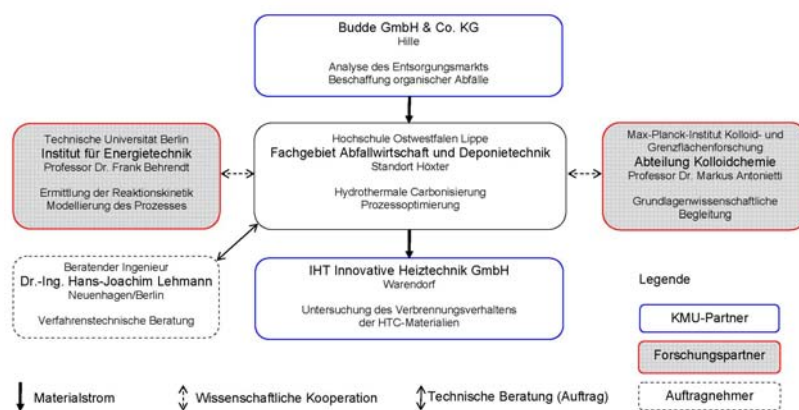 Budde GmbH & Co. KG
Hille
Analyse des Entsorgungsmarkts
Beschaffung organischer Abfälle
Technische Universität Berlin
Institut für Energietechnik
Professor Dr. Frank Behrendt
Ermittlung der Reaktionskinetik
Modellierung des Prozesses
Hochschule Ostwestfalen Lippe
Fachgebiet Abfallwirtschaft und Deponietechnik
Standort Höxter
Hydrothermale Carbonisierung
Prozessoptimierung
Max-Planck-Institut Kolloid- und
Grenzflächenforschung
Abteilung Kolloidchemie
Professor Dr. Markus Antonietti
Grundlagenwissenschaftliche
Begleitung
Beratender Ingenieur
Dr.-Ing. Hans-Joachim Lehmann
Neuenhagen/Berlin
Verfahrenstechnische Beratung
IHT Innovative Heiztechnik GmbH
Warendorf
Untersuchung des Verbrennungsverhaltens
der HTC-Materialien
Legende
KMU-Partner
Forschungspartner
Auftragnehmer
Materialstrom
Wissenschaftliche Kooperation
Technische Beratung (Auftrag)